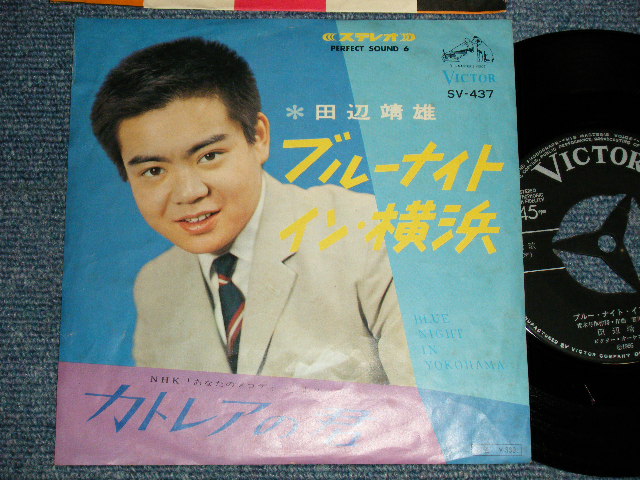 ステレオ
PERFECT SOUND 6
VICTOR
SV-437
*田辺靖雄
ブルーナイト
イン・横浜
BLUE
NIGHT
IN
YOKOHAMA
NHK「あなたのメロディ
カトレアの
VICTOR
45
ブルー・ナイト・イ
田辺